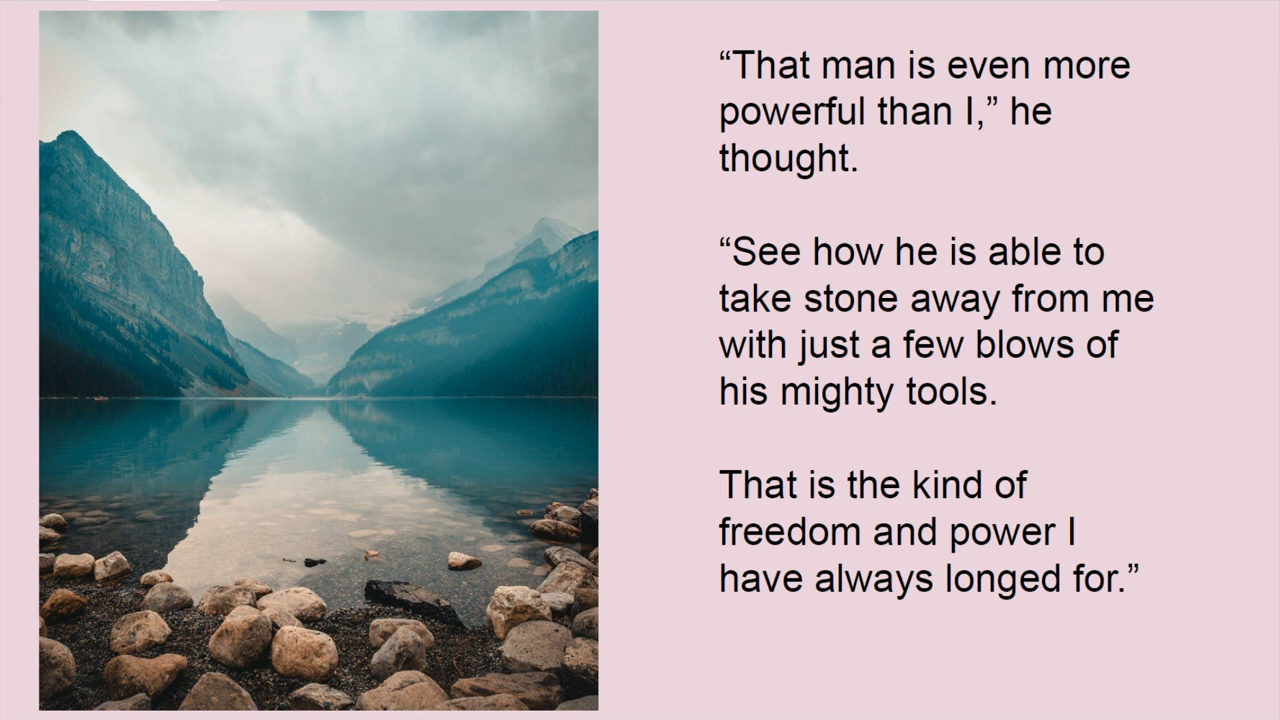 “That man is even more
powerful than I,” he
thought.
“See how he is able to
take stone away from me
with just a few blows of
his mighty tools.
That is the kind of
freedom and power I
have always longed for.”